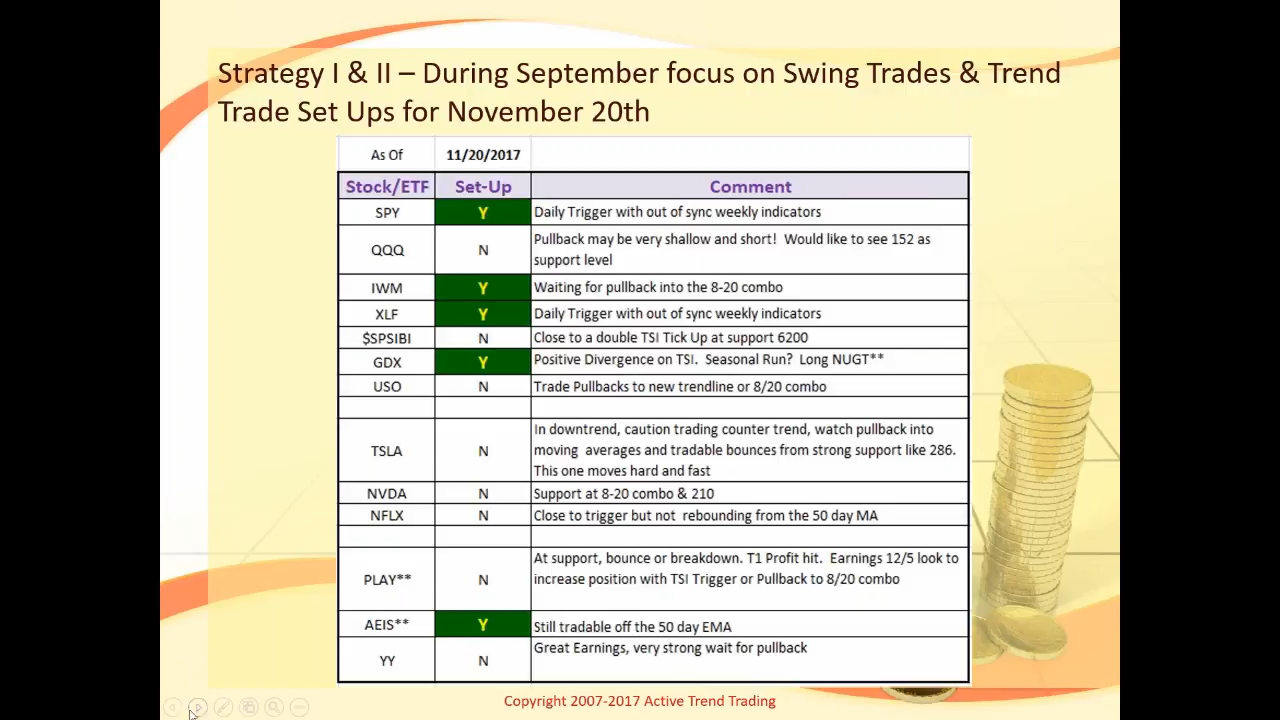 Strategy I & II – During September focus on Swing Trades & Trend
Trade Set Ups for November 20th
As Of 11/20/2017
Stock/ETF Set-Up Comment
SPY Y Daily Trigger with out of sync weekly indicators
QQQ N Pullback may be very shallow and short!  Would like to see 152 as
support level
IWM Y Waiting for pullback into the 8-20 combo
XLF Y Daily Trigger with out of sync weekly indicators
$SPSIBI N Close to a double TSI Tick Up at support 6200
GDX Y Positive Divergence on TSI.  Seasonal Run?  Long NUGT**
USO N Trade Pullbacks to new trendline or 8/20 combo
TSLA N In downtrend, caution trading counter trend, watch pullback into
moving  averages and tradable bounces from strong support like 286.
This one moves hard and fast
NVDA N Support at 8-20 combo & 210
NFLX N Close to trigger but not  rebounding from the 50 day MA
PLAY** N At support, bounce or breakdown. T1 Profit hit.  Earnings 12/5 look to
increase position with TSI Trigger or Pullback to 8/20 combo
AEIS** Y Still tradable off the 50 day EMA
YY N Great Earnings, very strong wait for pullback
Copyright 2007-2017 Active Trend Trading